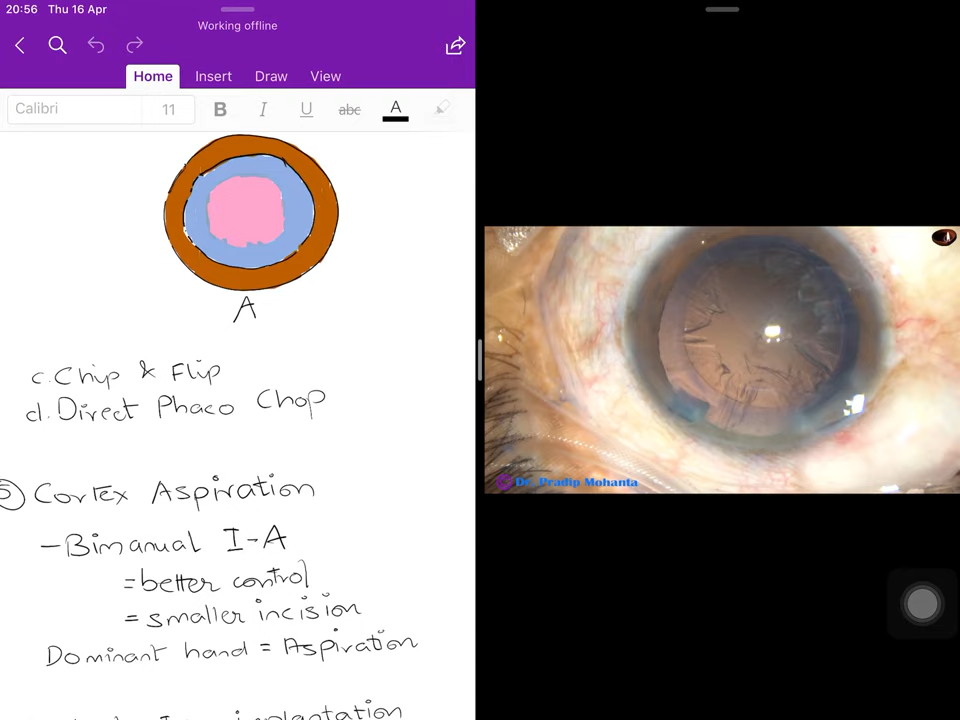 20:56 Thu 16 Apr
Working offline
Home Insert Draw View
Calibri 11 B I U abc A
A
c. Chip & Flip
d. Direct Phaco Chop
5 Cortex Aspiration
- Bimanual I-A
= better control
= smaller incision
Dominant hand = Aspiration
implantation
Dr. Pradip Mohanta